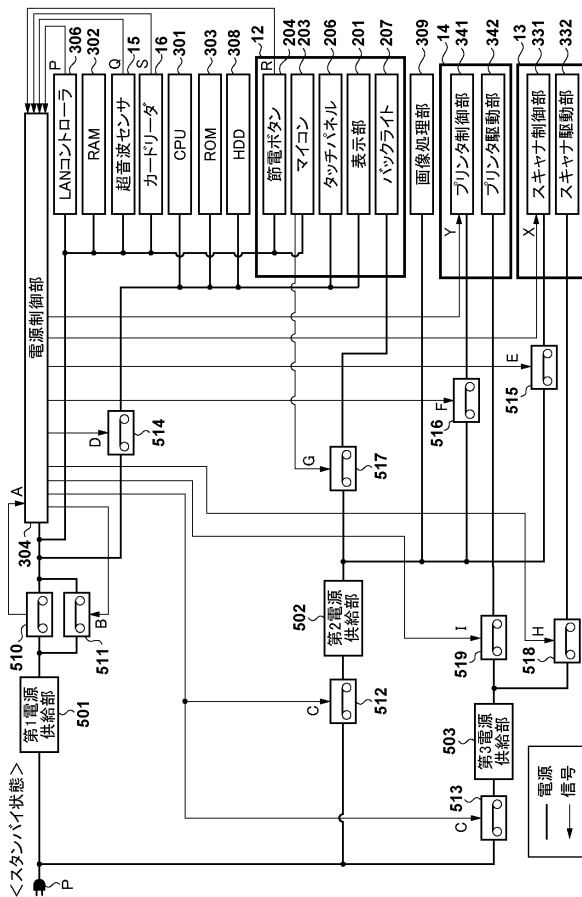 <スタンバイ状態>
P
第1電源
供給部
501
510
511
A
B
304
電源制御部
D
514
C
512
第2電源
供給部
502
G
517
F
516
E
515
C
513
第3電源
供給部
503
I
519
H
518
P
306
LANコントローラ
302
RAM
Q
15
超音波センサ
S
16
カードリーダ
301
CPU
303
ROM
308
HDD
12
R
204
節電ボタン
203
マイコン
206
タッチパネル
201
表示部
207
バックライト
309
画像処理部
14
341
プリンタ制御部
Y
342
プリンタ駆動部
13
331
スキャナ制御部
X
332
スキャナ駆動部
電源
信号